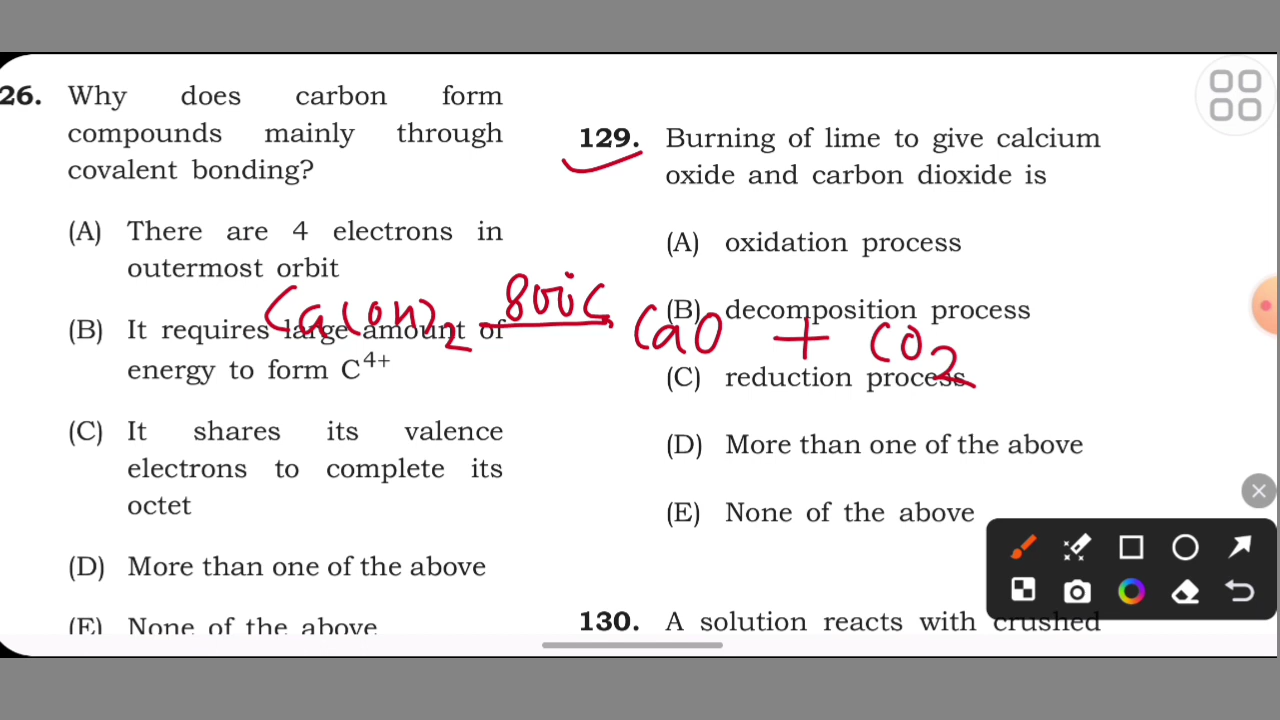 26. Why does carbon form
compounds mainly through
covalent bonding?
(A) There are 4 electrons in
outermost orbit
(B) It requires large amount of
energy to form C⁴⁺
(C) It shares its valence
electrons to complete its
octet
(D) More than one of the above
(E) None of the above
129. Burning of lime to give calcium
oxide and carbon dioxide is
(A) oxidation process
(B) decomposition process
(C) reduction process
(D) More than one of the above
(E) None of the above
130. A solution reacts with crushed
Ca(OH)₂ 800°C CaO + CO₂